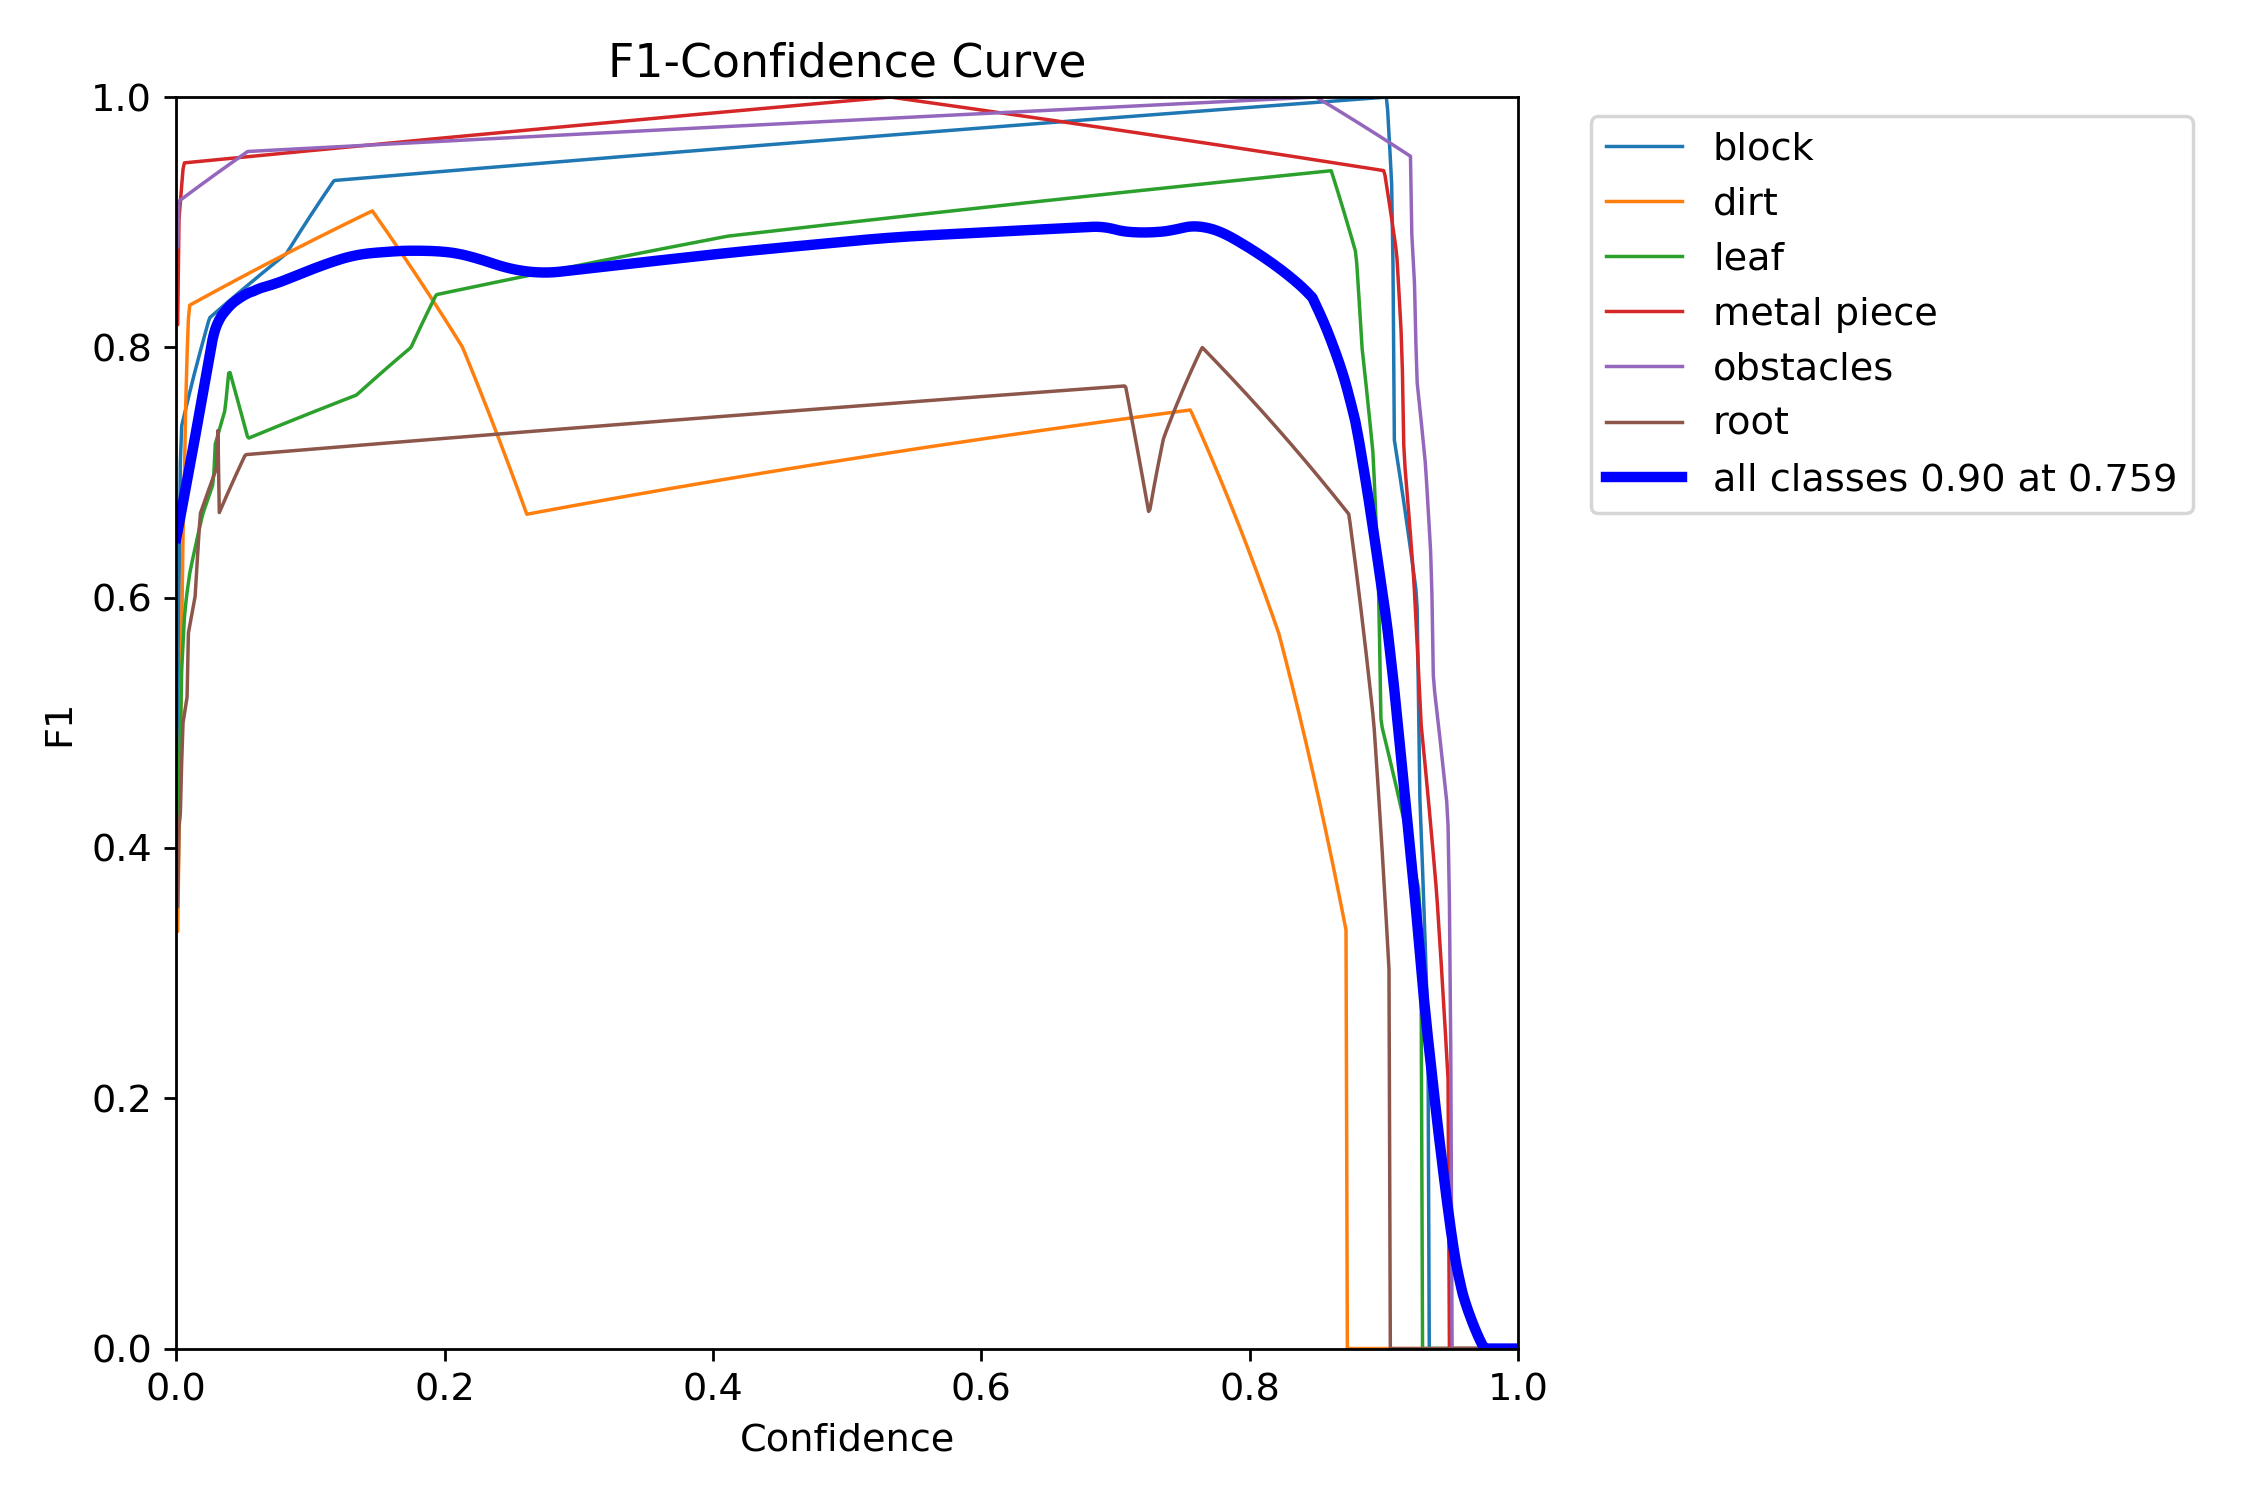 F1-Confidence Curve
1.0
0.8
0.6
0.4
0.2
0.0
F1
0.0 0.2 0.4 0.6 0.8 1.0
Confidence
block
dirt
leaf
metal piece
obstacles
root
all classes 0.90 at 0.759